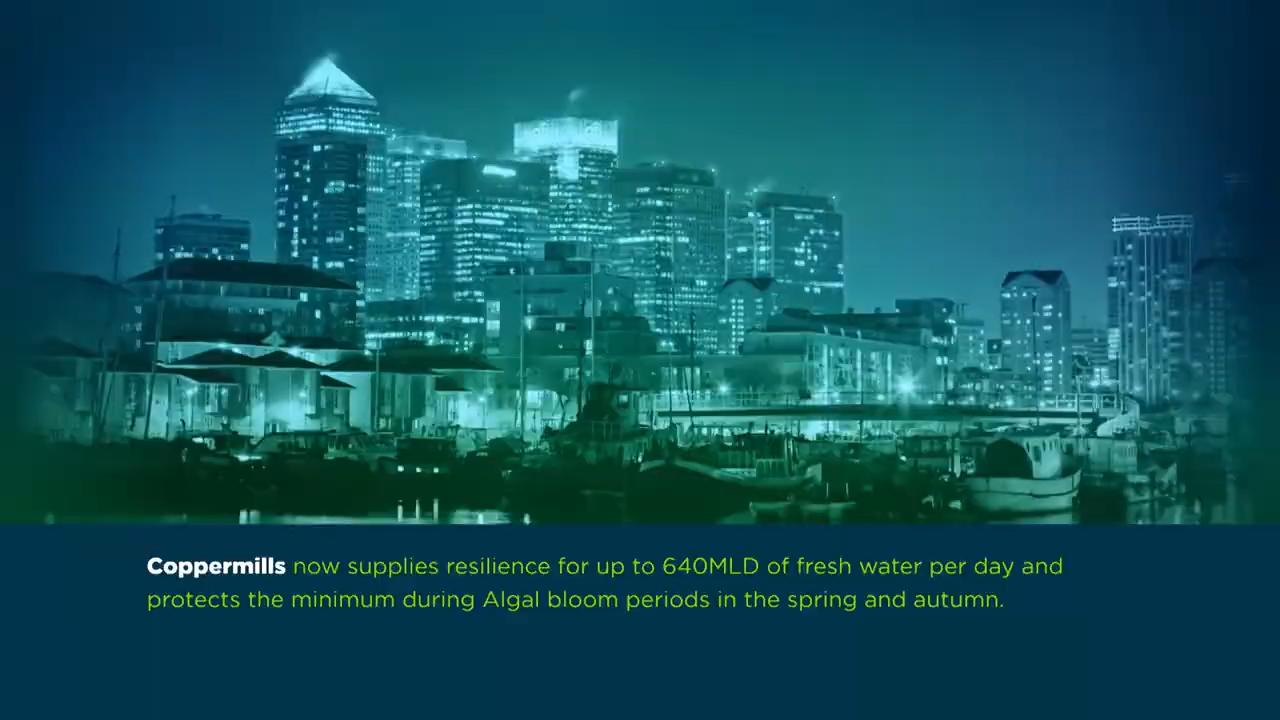 Coppermills now supplies resilience for up to 640MLD of fresh water per day and
protects the minimum during Algal bloom periods in the spring and autumn.